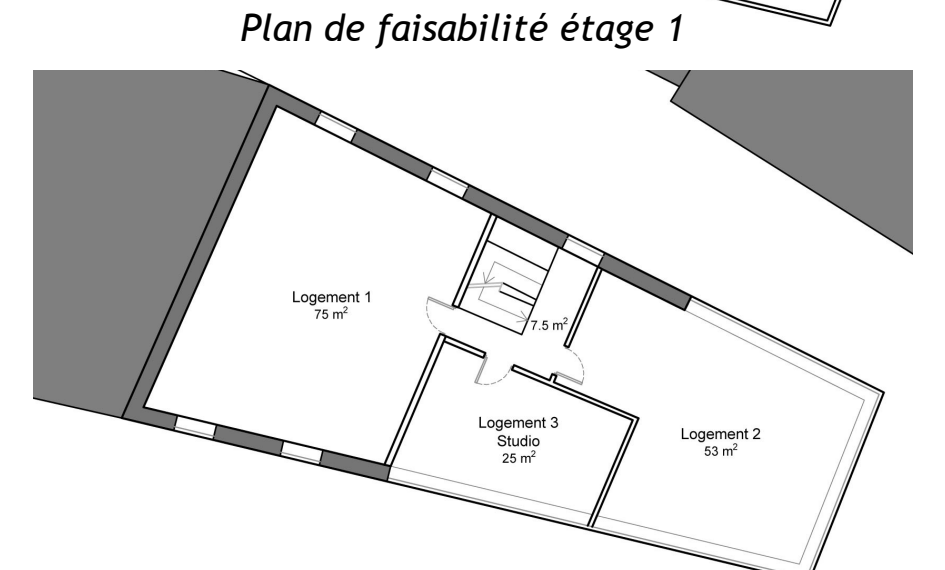 Plan de faisabilité étage 1
Logement 1
75 m²
7.5 m²
Logement 3
Studio
25 m²
Logement 2
53 m²